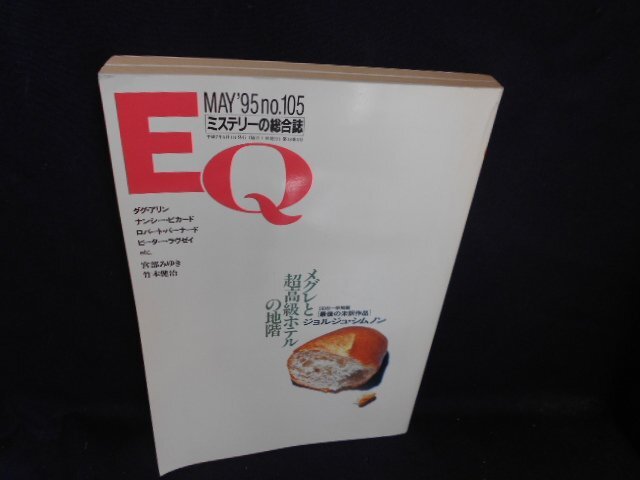 EQ
MAY '95 no.105
[ミステリーの総合誌]
ダグ・アリン
ナンシー・ピカード
ロバート・バーナード
ピーター・ラヴゼイ
etc.
宮部みゆき
竹本健治
メグレと
超高級ホテル
の地階
[最後の未訳作品]
ジョルジュ・シムノン